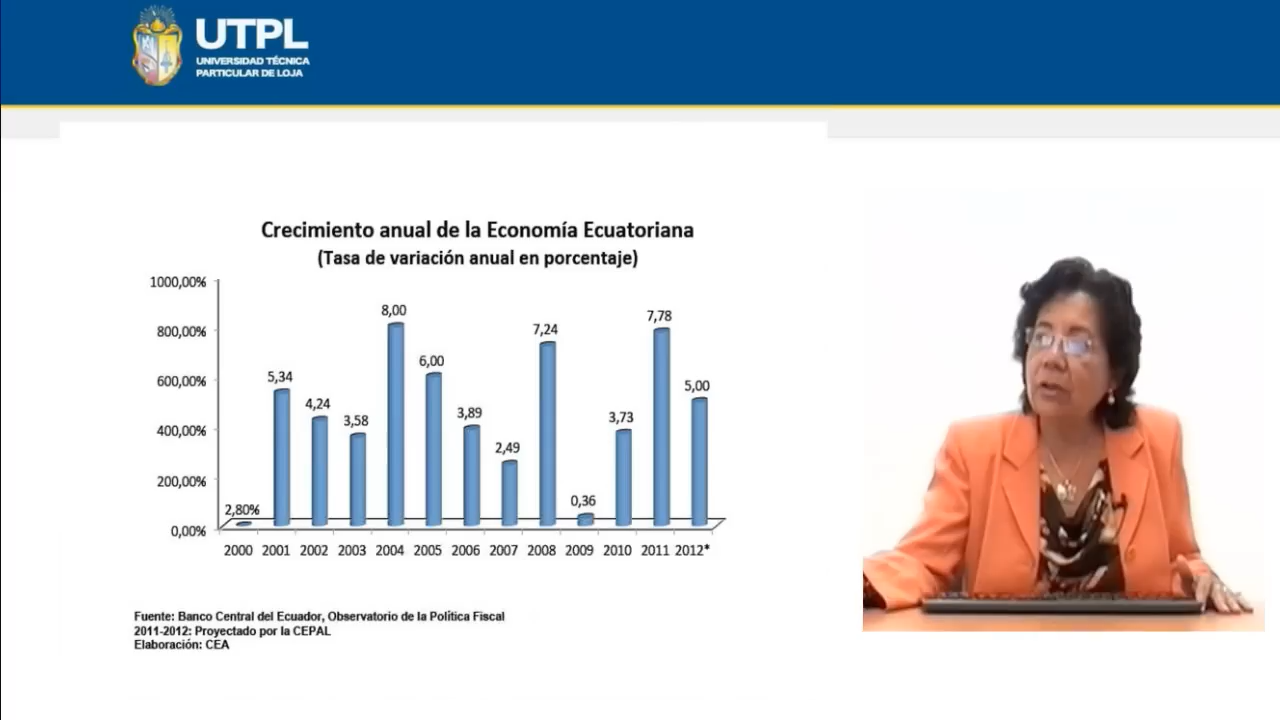 UTPL
UNIVERSIDAD TÉCNICA
PARTICULAR DE LOJA
Crecimiento anual de la Economía Ecuatoriana
(Tasa de variación anual en porcentaje)
1000,00%
800,00%
600,00%
400,00%
200,00%
0,00%
2,80%
5,34
4,24
3,58
8,00
6,00
3,89
2,49
7,24
0,36
3,73
7,78
5,00
2000 2001 2002 2003 2004 2005 2006 2007 2008 2009 2010 2011 2012*
Fuente: Banco Central del Ecuador, Observatorio de la Política Fiscal
2011-2012: Proyectado por la CEPAL
Elaboración: CEA